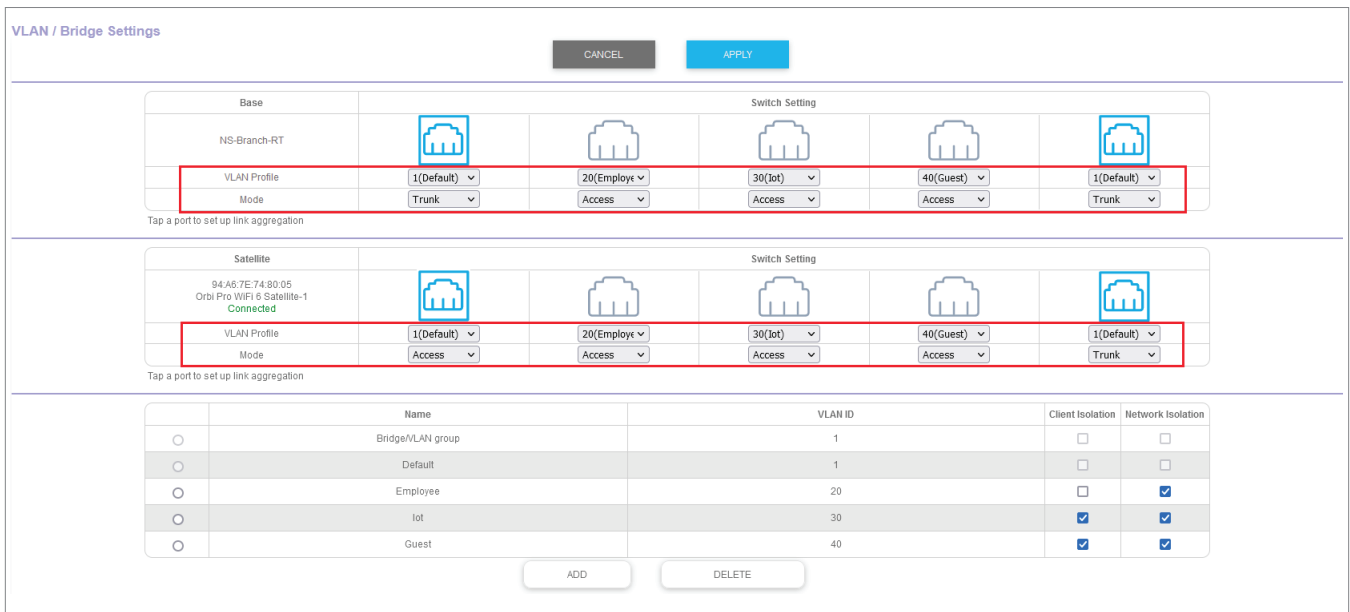 VLAN / Bridge Settings
CANCEL APPLY
Base Switch Setting
NS-Branch-RT
VLAN Profile 1(Default) 20(Employe 30(Iot) 40(Guest) 1(Default)
Mode Trunk Access Access Access Trunk
Tap a port to set up link aggregation
Satellite Switch Setting
94:A6:7E:74:80:05
Orbi Pro WiFi 6 Satellite-1
Connected
VLAN Profile 1(Default) 20(Employe 30(Iot) 40(Guest) 1(Default)
Mode Access Access Access Access Trunk
Tap a port to set up link aggregation
Name VLAN ID Client Isolation Network Isolation
Bridge/VLAN group 1
Default 1
Employee 20
Iot 30
Guest 40
ADD DELETE